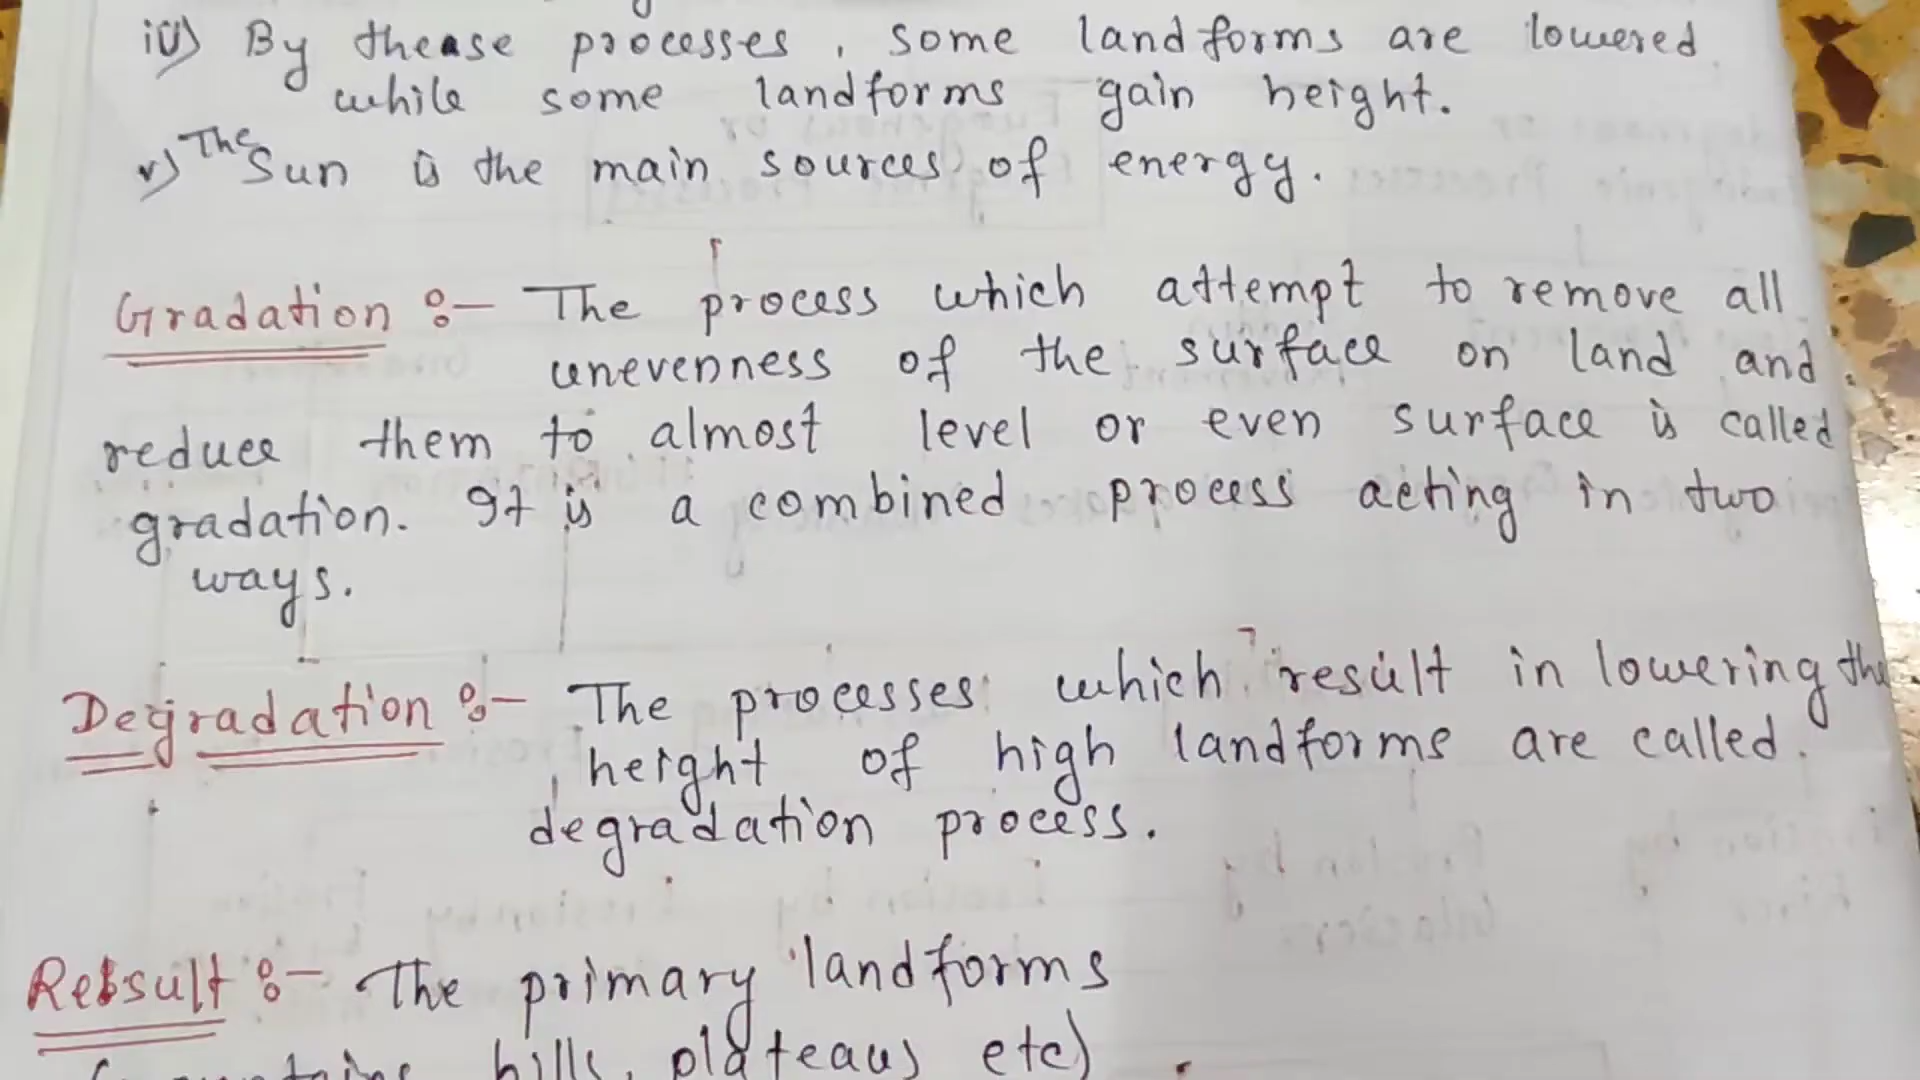 iv) By thease processes, some landforms are lowered
while some landforms gain height.
v) The Sun is the main sources of energy.
Gradation :- The process which attempt to remove all
unevenness of the surface on land and
reduce them to almost level or even surface is called
gradation. It is a combined process acting in two
ways.
Degradation :- The processes which result in lowering the
height of high landforms are called
degradation process.
Result :- The primary landforms
hills, plateaus etc)